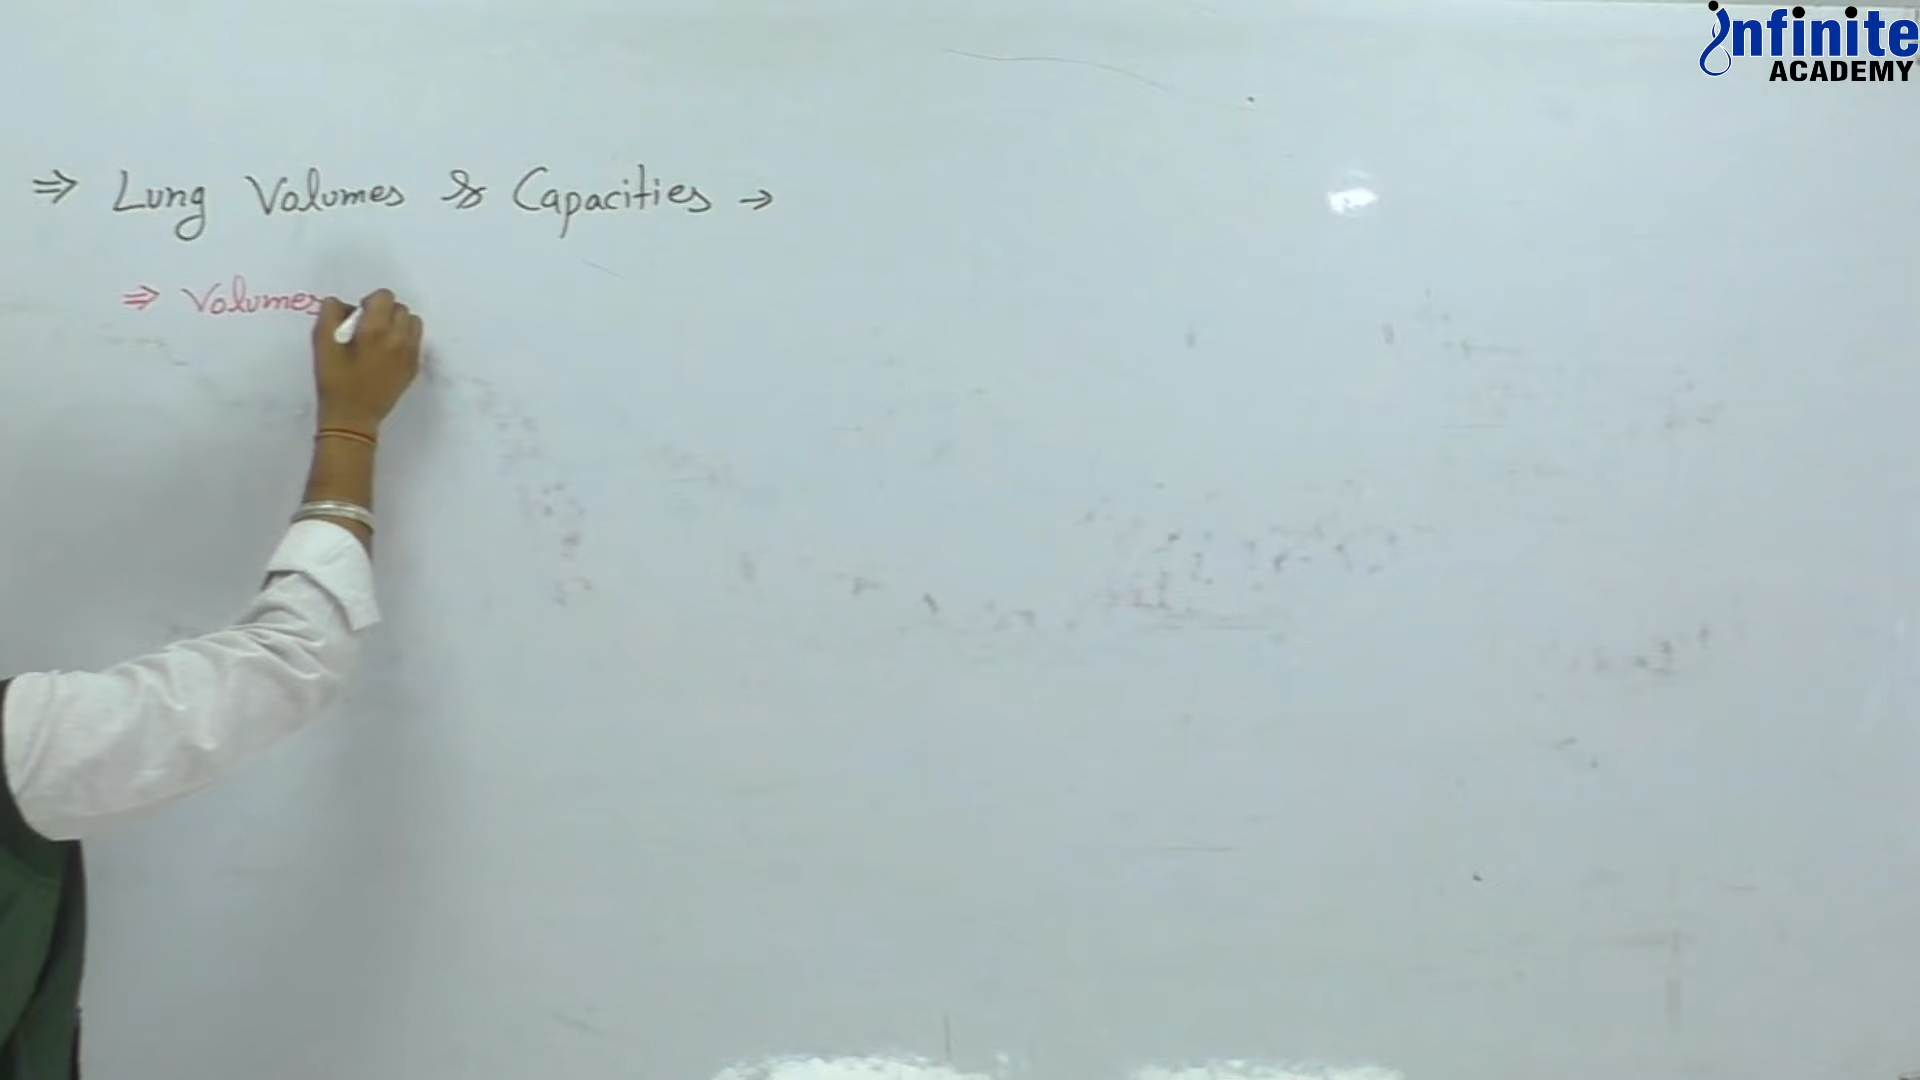 infinite
ACADEMY
⇒ Lung Volumes & Capacities →
⇒ Volumes